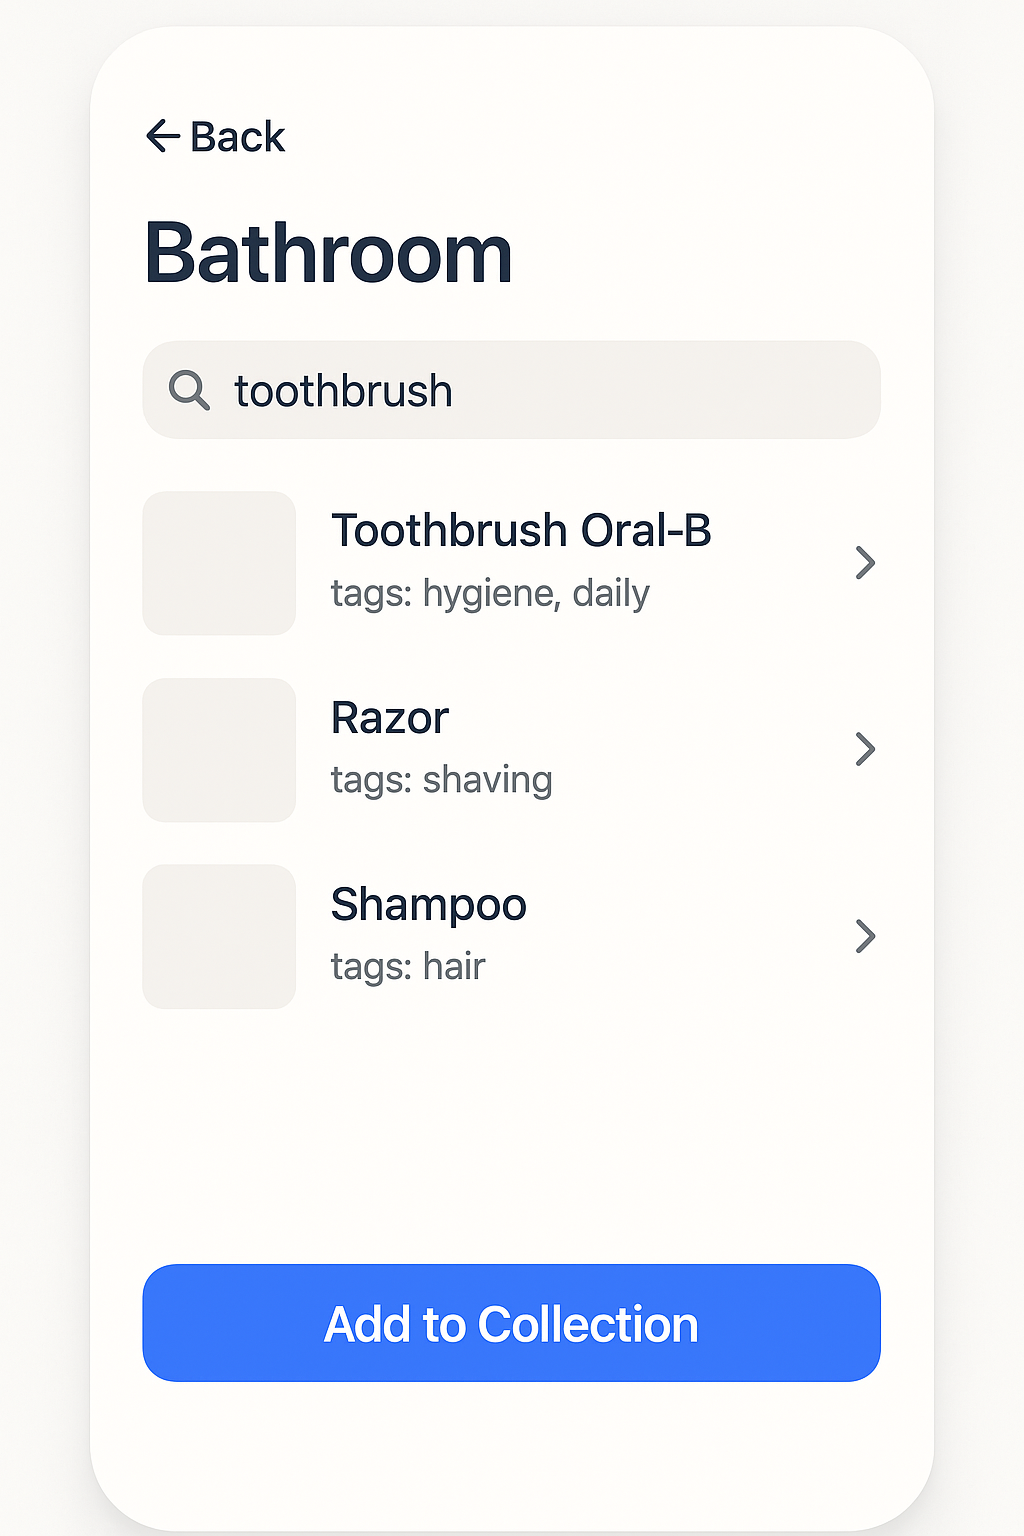 Back
Bathroom
toothbrush
Toothbrush Oral-B
tags: hygiene, daily
Razor
tags: shaving
Shampoo
tags: hair
Add to Collection